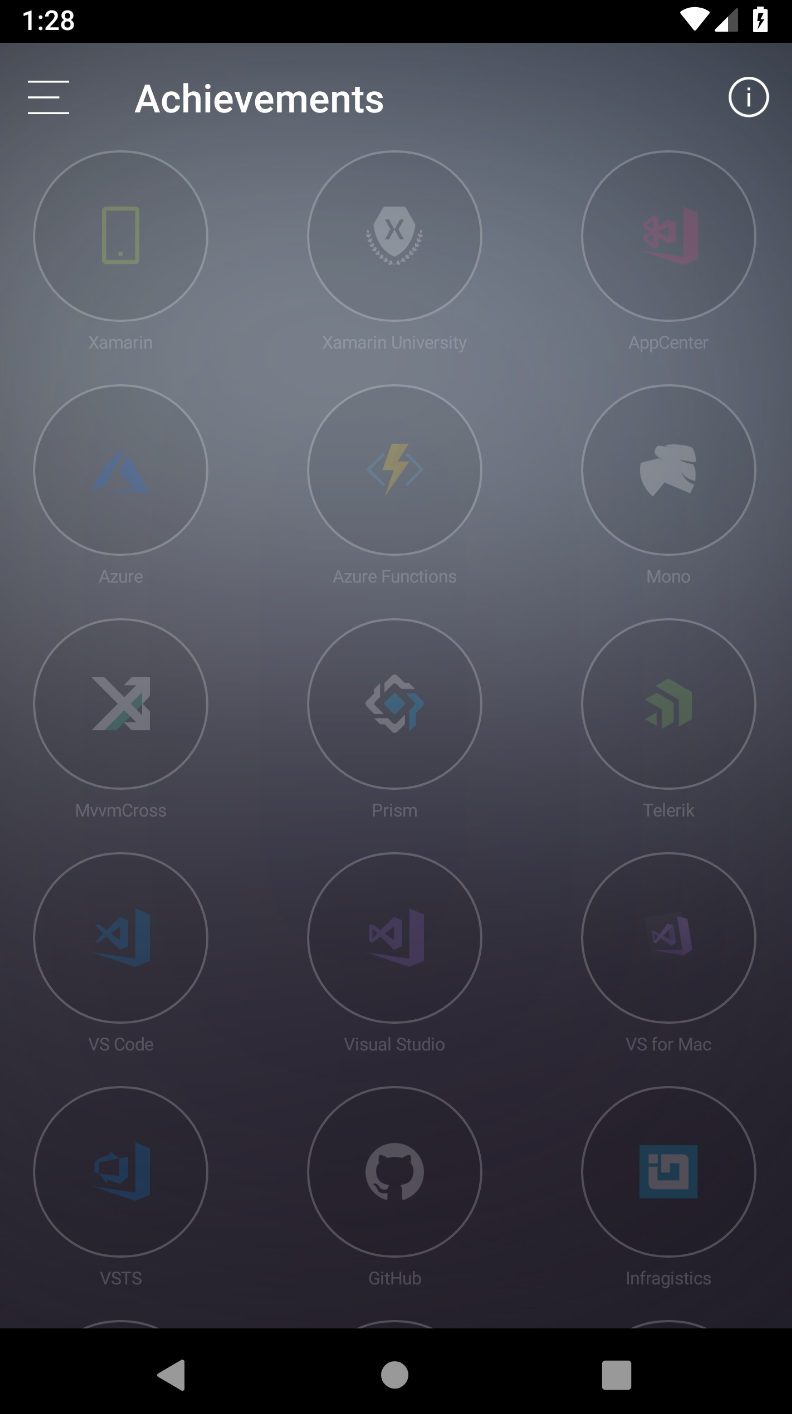 1:28
Achievements
Xamarin
Xamarin University
AppCenter
Azure
Azure Functions
Mono
MvvmCross
Prism
Telerik
VS Code
Visual Studio
VS for Mac
VSTS
GitHub
Infragistics